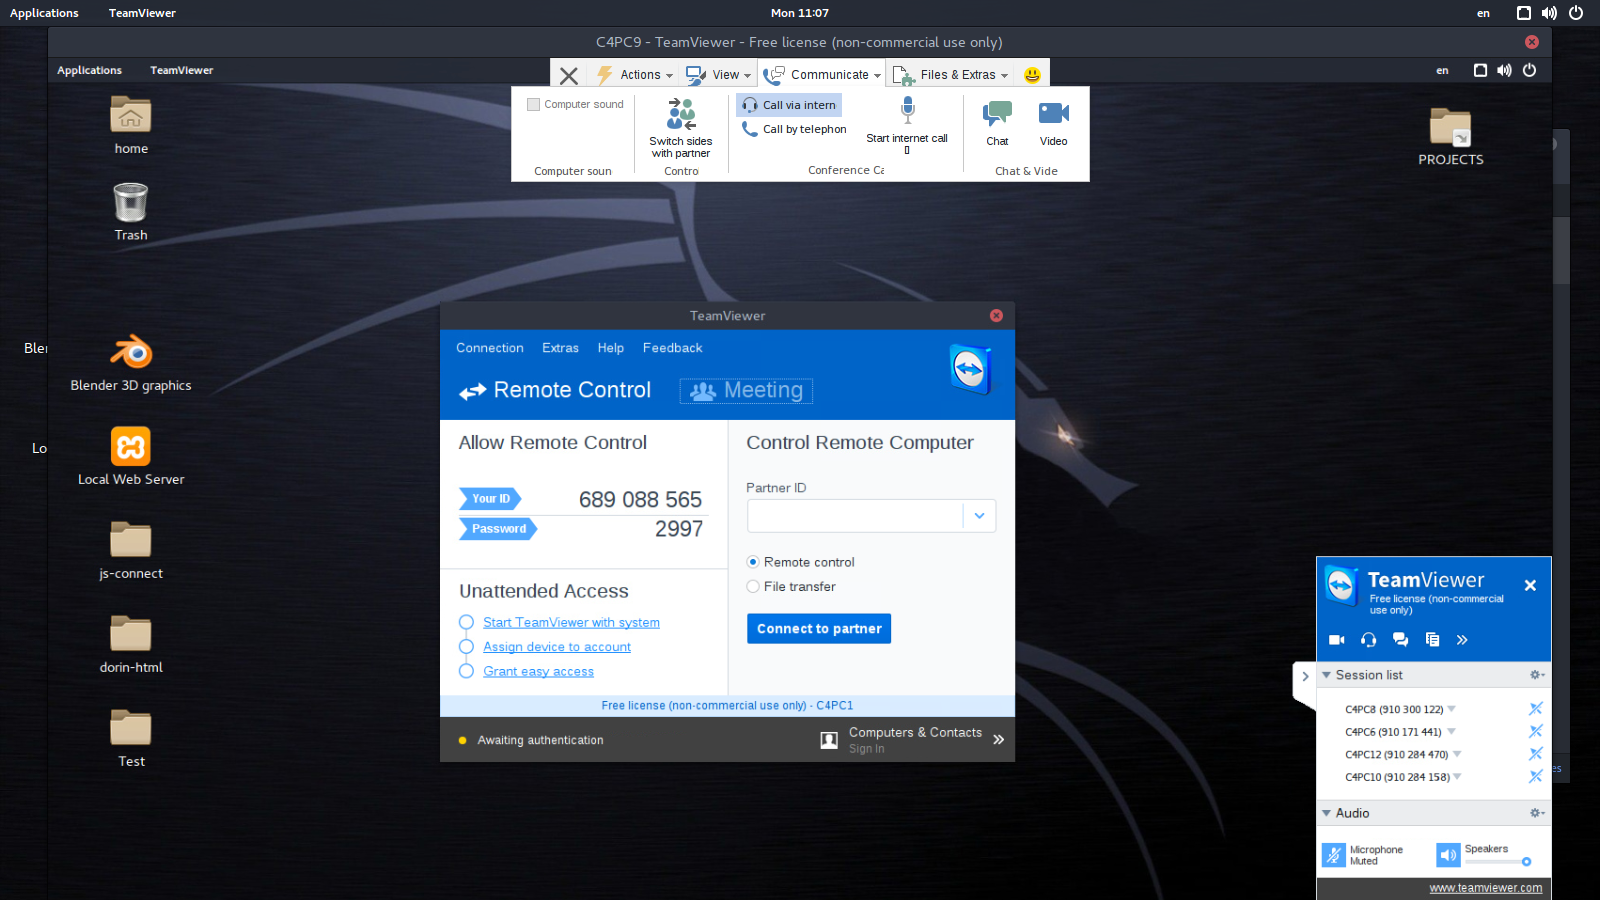 Applications TeamViewer Mon 11:07 en
C4PC9 - TeamViewer - Free license (non-commercial use only)
Applications TeamViewer en
Actions View Communicate Files & Extras
Computer sound
Computer soun
Switch sides
with partner
Contro
Call via intern
Call by telephon
Start internet call
Conference Ca
Chat
Video
Chat & Vide
home
Trash
Blender 3D graphics
Local Web Server
js-connect
dorin-html
Test
PROJECTS
Bler
Lo
TeamViewer
Connection Extras Help Feedback
Remote Control Meeting
Allow Remote Control
Your ID 689 088 565
Password 2997
Unattended Access
Start TeamViewer with system
Assign device to account
Grant easy access
Control Remote Computer
Partner ID
Remote control
File transfer
Connect to partner
Free license (non-commercial use only) - C4PC1
Awaiting authentication
Computers & Contacts
Sign In
TeamViewer
Free license (non-commercial
use only)
Session list
C4PC8 (910 300 122)
C4PC6 (910 171 441)
C4PC12 (910 284 470)
C4PC10 (910 284 158)
Audio
Microphone
Muted
Speakers
www.teamviewer.com
es